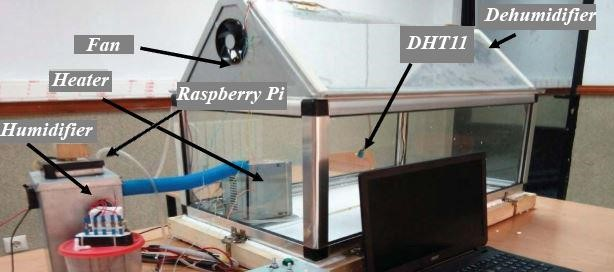 Dehumidifier
Fan
DHT11
Heater
Raspberry Pi
Humidifier